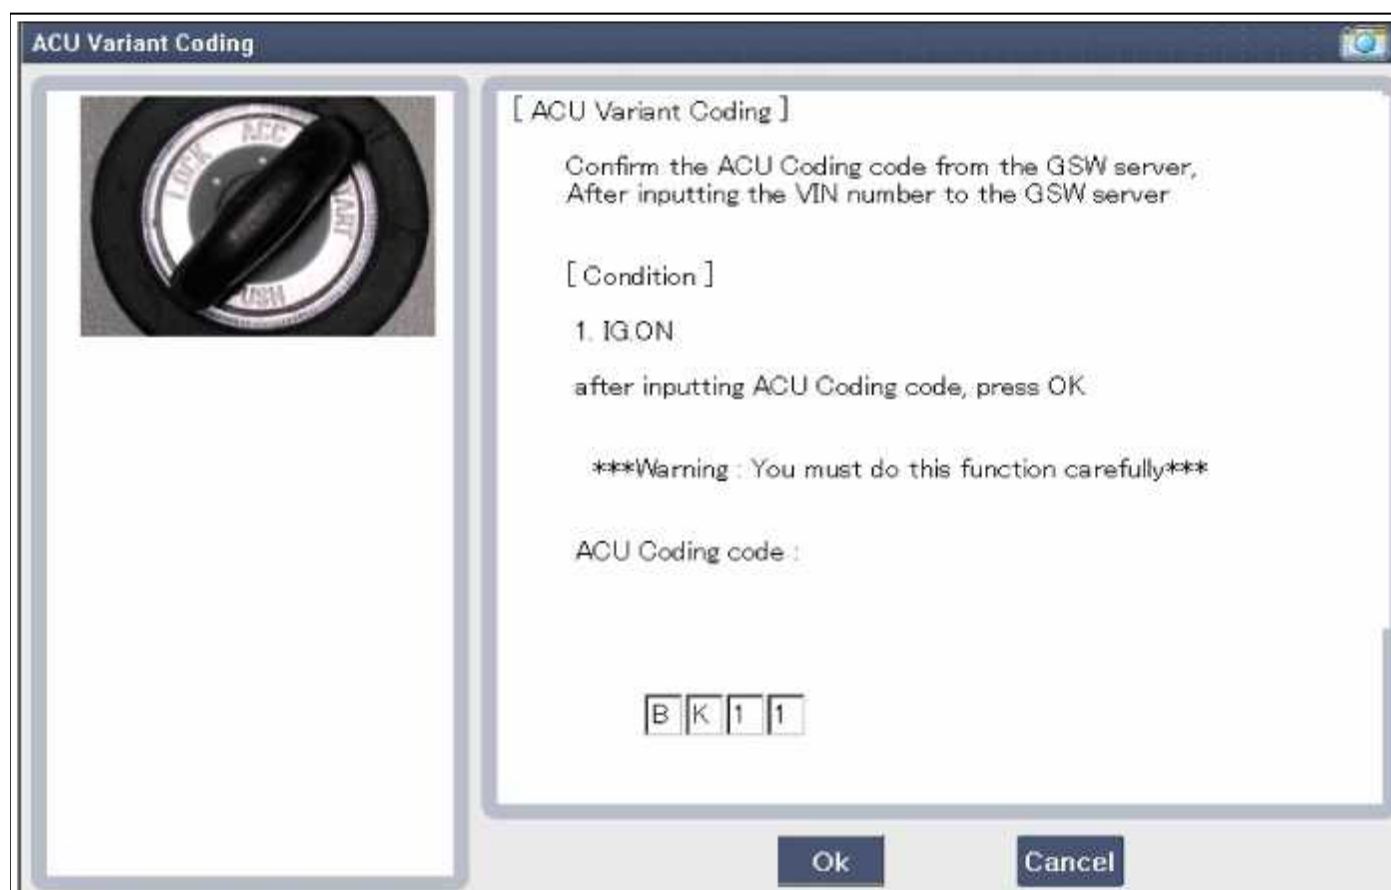 ACU Variant Coding
LOCK
ACC
START
PUSH
[ ACU Variant Coding ]
Confirm the ACU Coding code from the GSW server,
After inputting the VIN number to the GSW server
[ Condition ]
1. IG.ON
after inputting ACU Coding code, press OK
***Warning : You must do this function carefully***
ACU Coding code :
B K 1 1
Ok Cancel